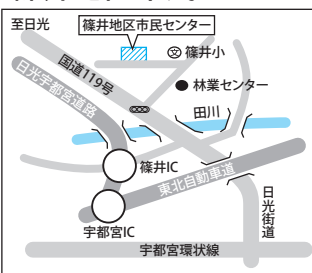 至日光
篠井地区市民センター
国道119号
篠井小
日光宇都宮道路
林業センター
田川
篠井IC
東北自動車道
宇都宮IC
日光街道
宇都宮環状線